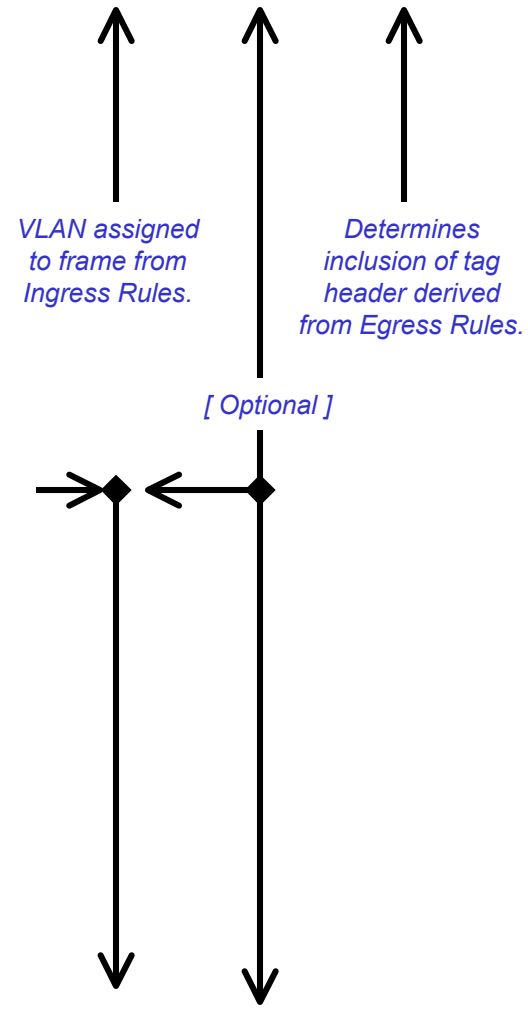 VLAN assigned
to frame from
Ingress Rules.
Determines
inclusion of tag
header derived
from Egress Rules.
[ Optional ]